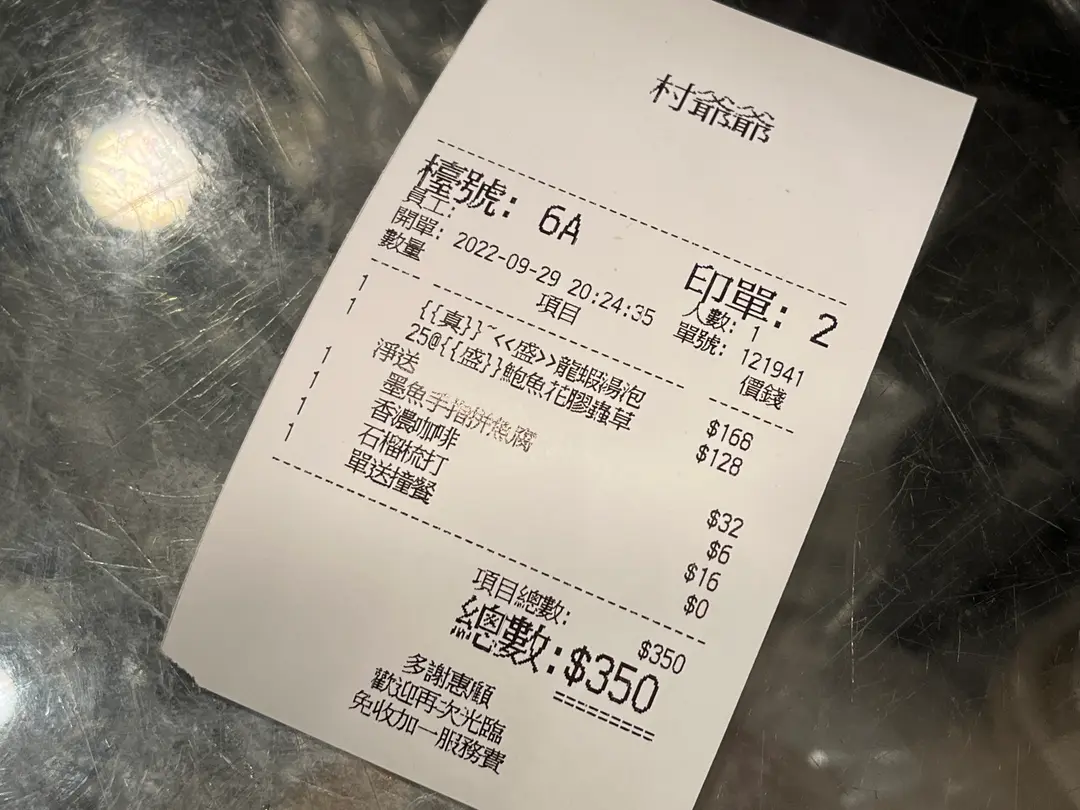 村爺爺
檯號: 6A 印單: 2
員工: 人數: 1
開單: 2022-09-29 20:24:35 單號: 121941
數量 項目 價錢
1 {{真}}~<<盛>>龍蝦湯泡 $168
1 25@{{盛}}鮑魚花膠蟲草 $128
淨送
1 墨魚手指拼燋腐 $32
1 香濃咖啡 $6
1 石榴梳打 $16
1 單送撞餐 $0
項目總數: $350
總數:$350
========
多謝惠顧
歡迎再次光臨
免收加一服務費